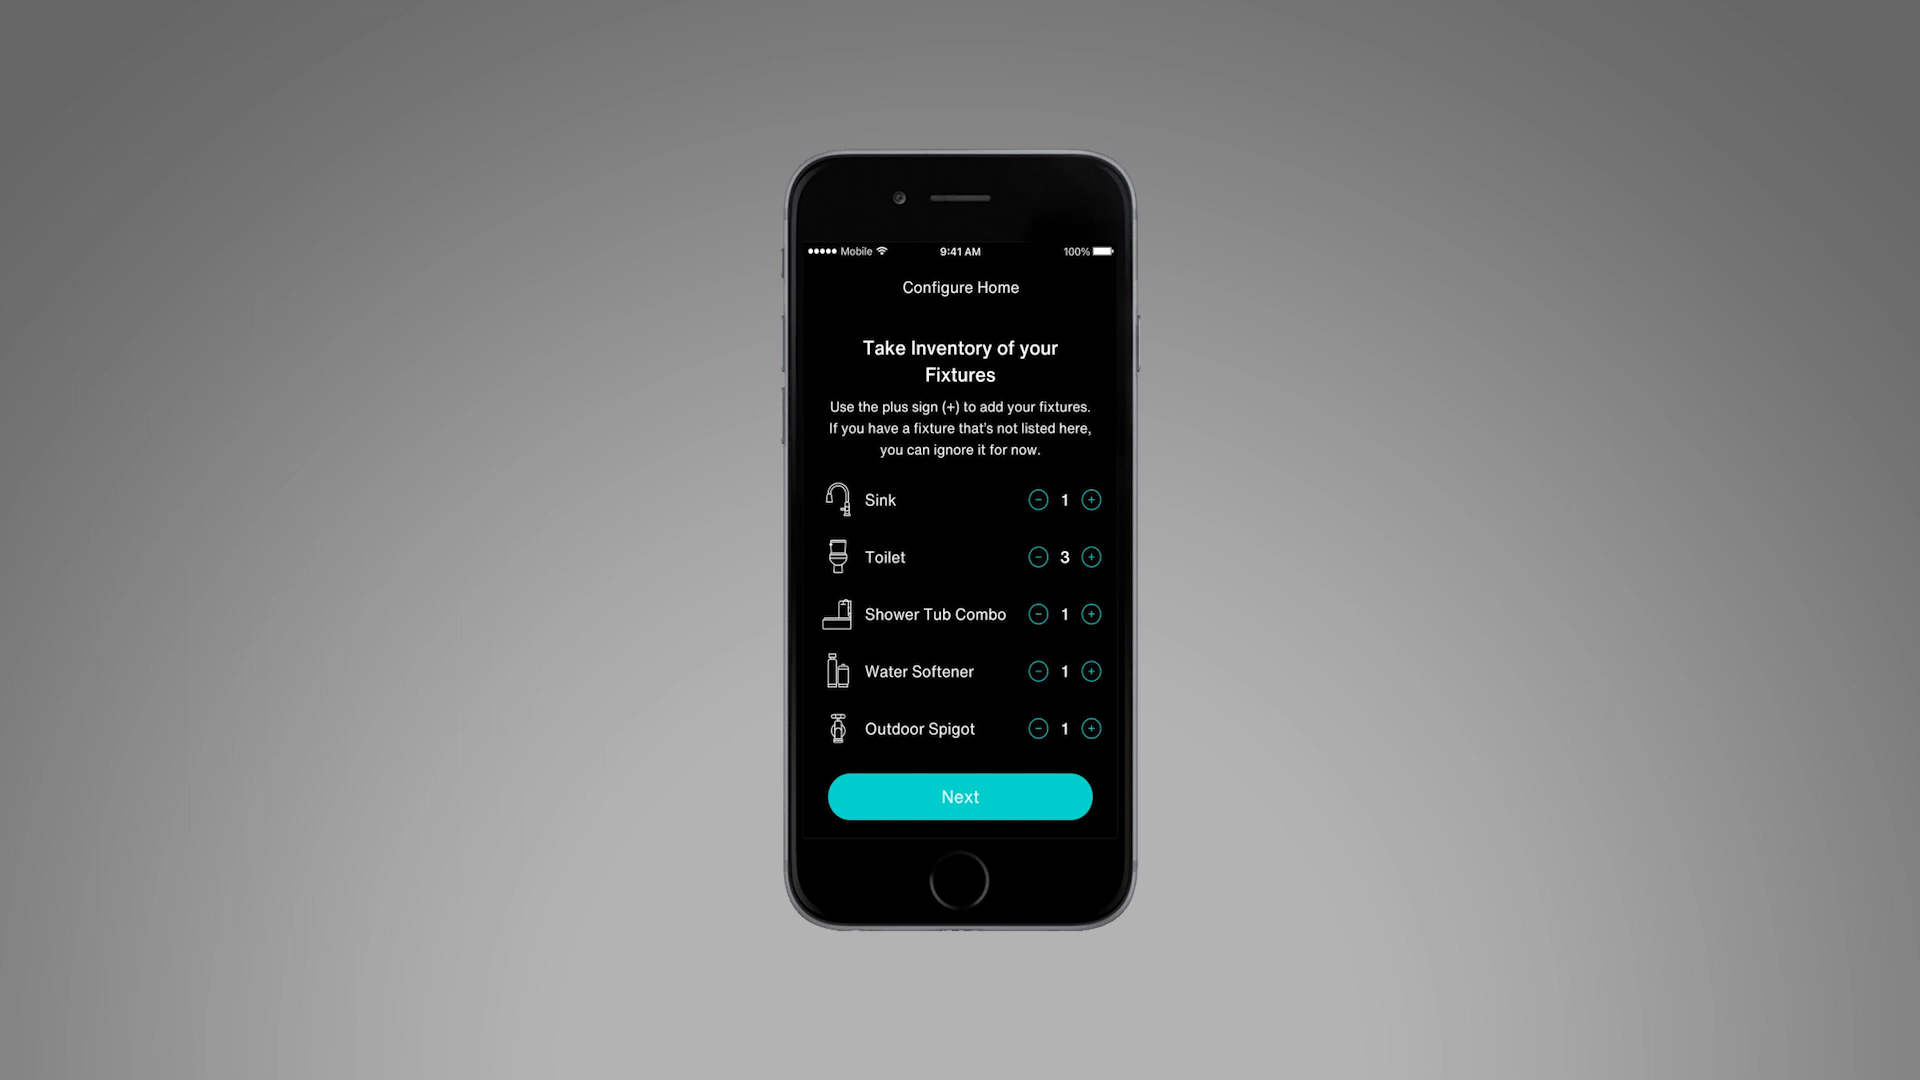 Mobile 9:41 AM 100%
Configure Home
Take Inventory of your
Fixtures
Use the plus sign (+) to add your fixtures.
If you have a fixture that's not listed here,
you can ignore it for now.
Sink - 1 +
Toilet - 3 +
Shower Tub Combo - 1 +
Water Softener - 1 +
Outdoor Spigot - 1 +
Next